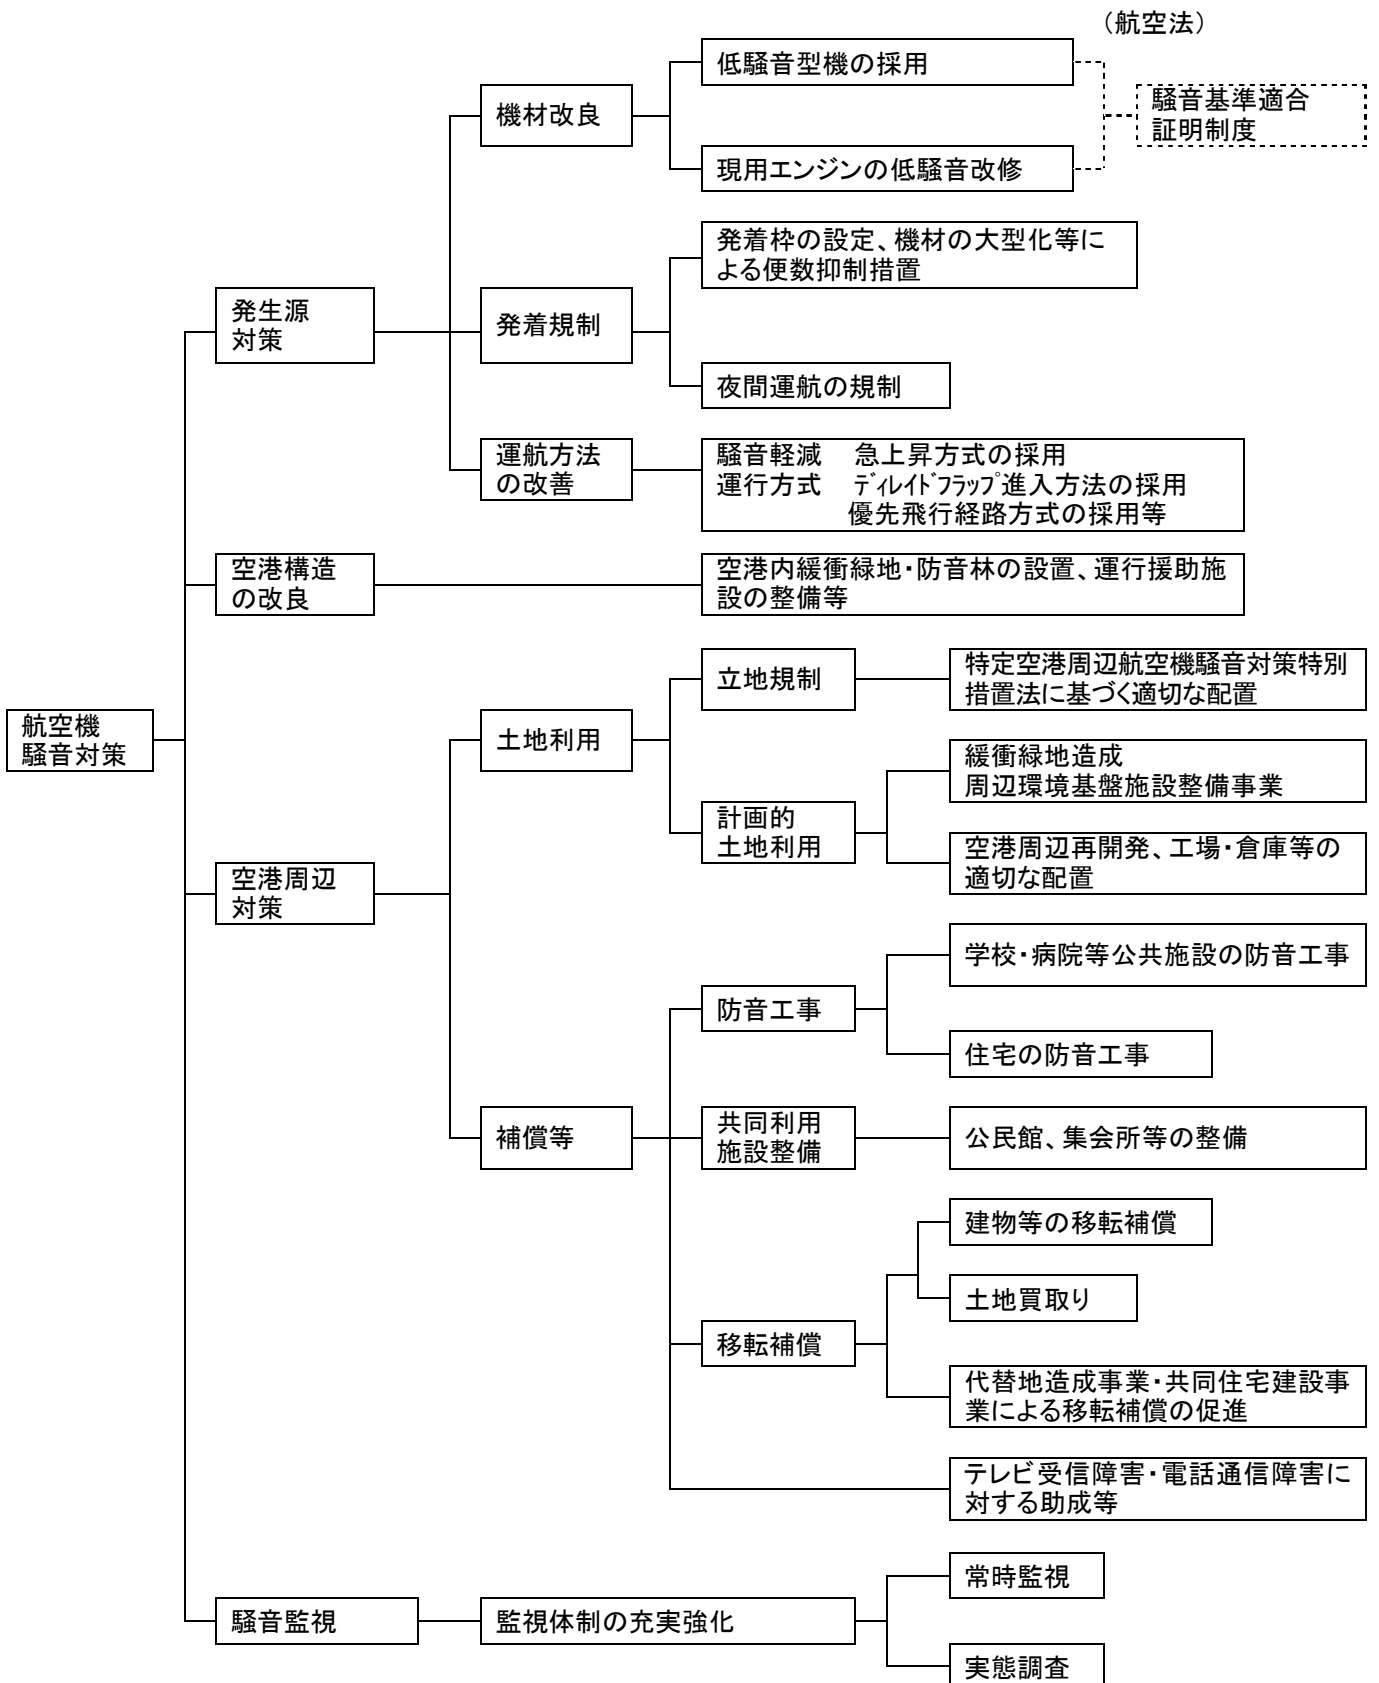 （航空法）
低騒音型機の採用
騒音基準適合
証明制度
機材改良
現用エンジンの低騒音改修
発着枠の設定、機材の大型化等に
よる便数抑制措置
発生源
対策
発着規制
夜間運航の規制
運航方法
の改善
騒音軽減　急上昇方式の採用
運行方式　ﾃﾞｨﾚｲﾄﾞﾌﾗｯﾌﾟ進入方法の採用
優先飛行経路方式の採用等
空港構造
の改良
空港内緩衝緑地・防音林の設置、運行援助施
設の整備等
立地規制
特定空港周辺航空機騒音対策特別
措置法に基づく適切な配置
航空機
騒音対策
土地利用
緩衝緑地造成
周辺環境基盤施設整備事業
計画的
土地利用
空港周辺再開発、工場・倉庫等の
適切な配置
空港周辺
対策
学校・病院等公共施設の防音工事
防音工事
住宅の防音工事
補償等
共同利用
施設整備
公民館、集会所等の整備
建物等の移転補償
土地買取り
移転補償
代替地造成事業・共同住宅建設事
業による移転補償の促進
テレビ受信障害・電話通信障害に
対する助成等
常時監視
騒音監視
監視体制の充実強化
実態調査